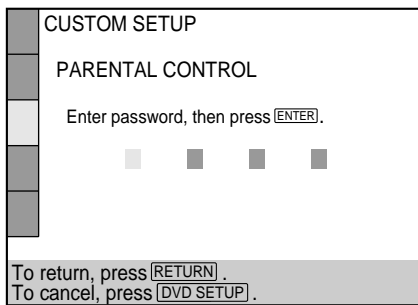 CUSTOM SETUP
PARENTAL CONTROL
Enter password, then press ENTER.
To return, press RETURN .
To cancel, press DVD SETUP .